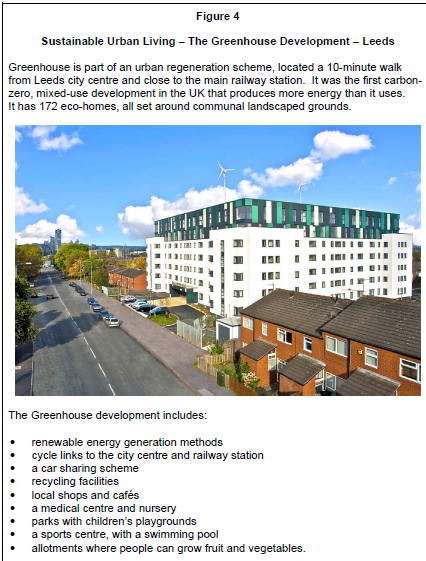 Figure 4
Sustainable Urban Living – The Greenhouse Development – Leeds
Greenhouse is part of an urban regeneration scheme, located a 10-minute walk
from Leeds city centre and close to the main railway station.  It was the first carbon-
zero, mixed-use development in the UK that produces more energy than it uses.
It has 172 eco-homes, all set around communal landscaped grounds.
The Greenhouse development includes:
• renewable energy generation methods
• cycle links to the city centre and railway station
• a car sharing scheme
• recycling facilities
• local shops and cafés
• a medical centre and nursery
• parks with children’s playgrounds
• a sports centre, with a swimming pool
• allotments where people can grow fruit and vegetables.